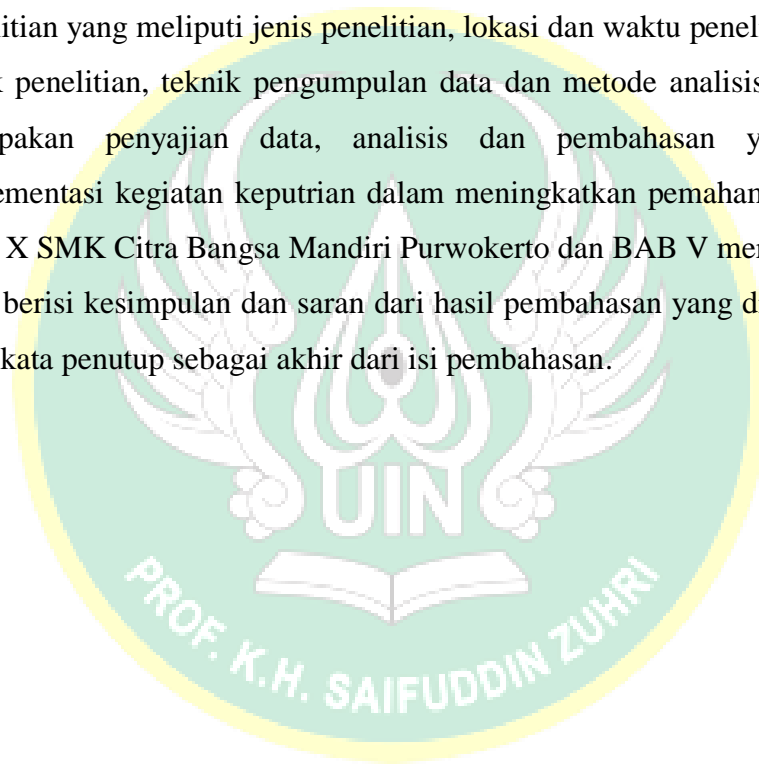 litian yang meliputi jenis penelitian, lokasi dan waktu penel
penelitian, teknik pengumpulan data dan metode analisis
pakan penyajian data, analisis dan pembahasan y
ementasi kegiatan keputrian dalam meningkatkan pemahan
X SMK Citra Bangsa Mandiri Purwokerto dan BAB V mer
berisi kesimpulan dan saran dari hasil pembahasan yang d
kata penutup sebagai akhir dari isi pembahasan.
UIN
PROF. K.H. SAIFUDDIN ZUHRI